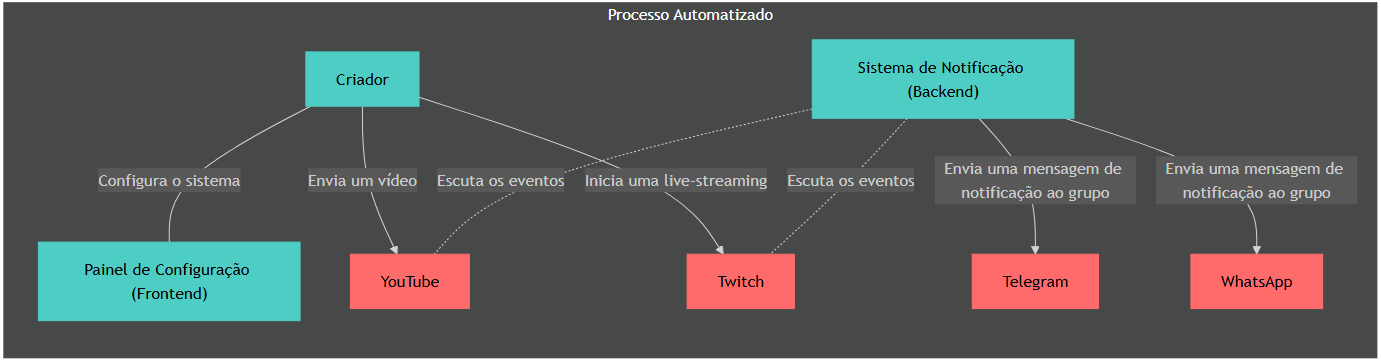 Processo Automatizado
Criador
Sistema de Notificação
(Backend)
Configura o sistema
Envia um vídeo
Escuta os eventos
Inicia uma live-streaming
Escuta os eventos
Envia uma mensagem de
notificação ao grupo
Envia uma mensagem de
notificação ao grupo
Painel de Configuração
(Frontend)
YouTube
Twitch
Telegram
WhatsApp